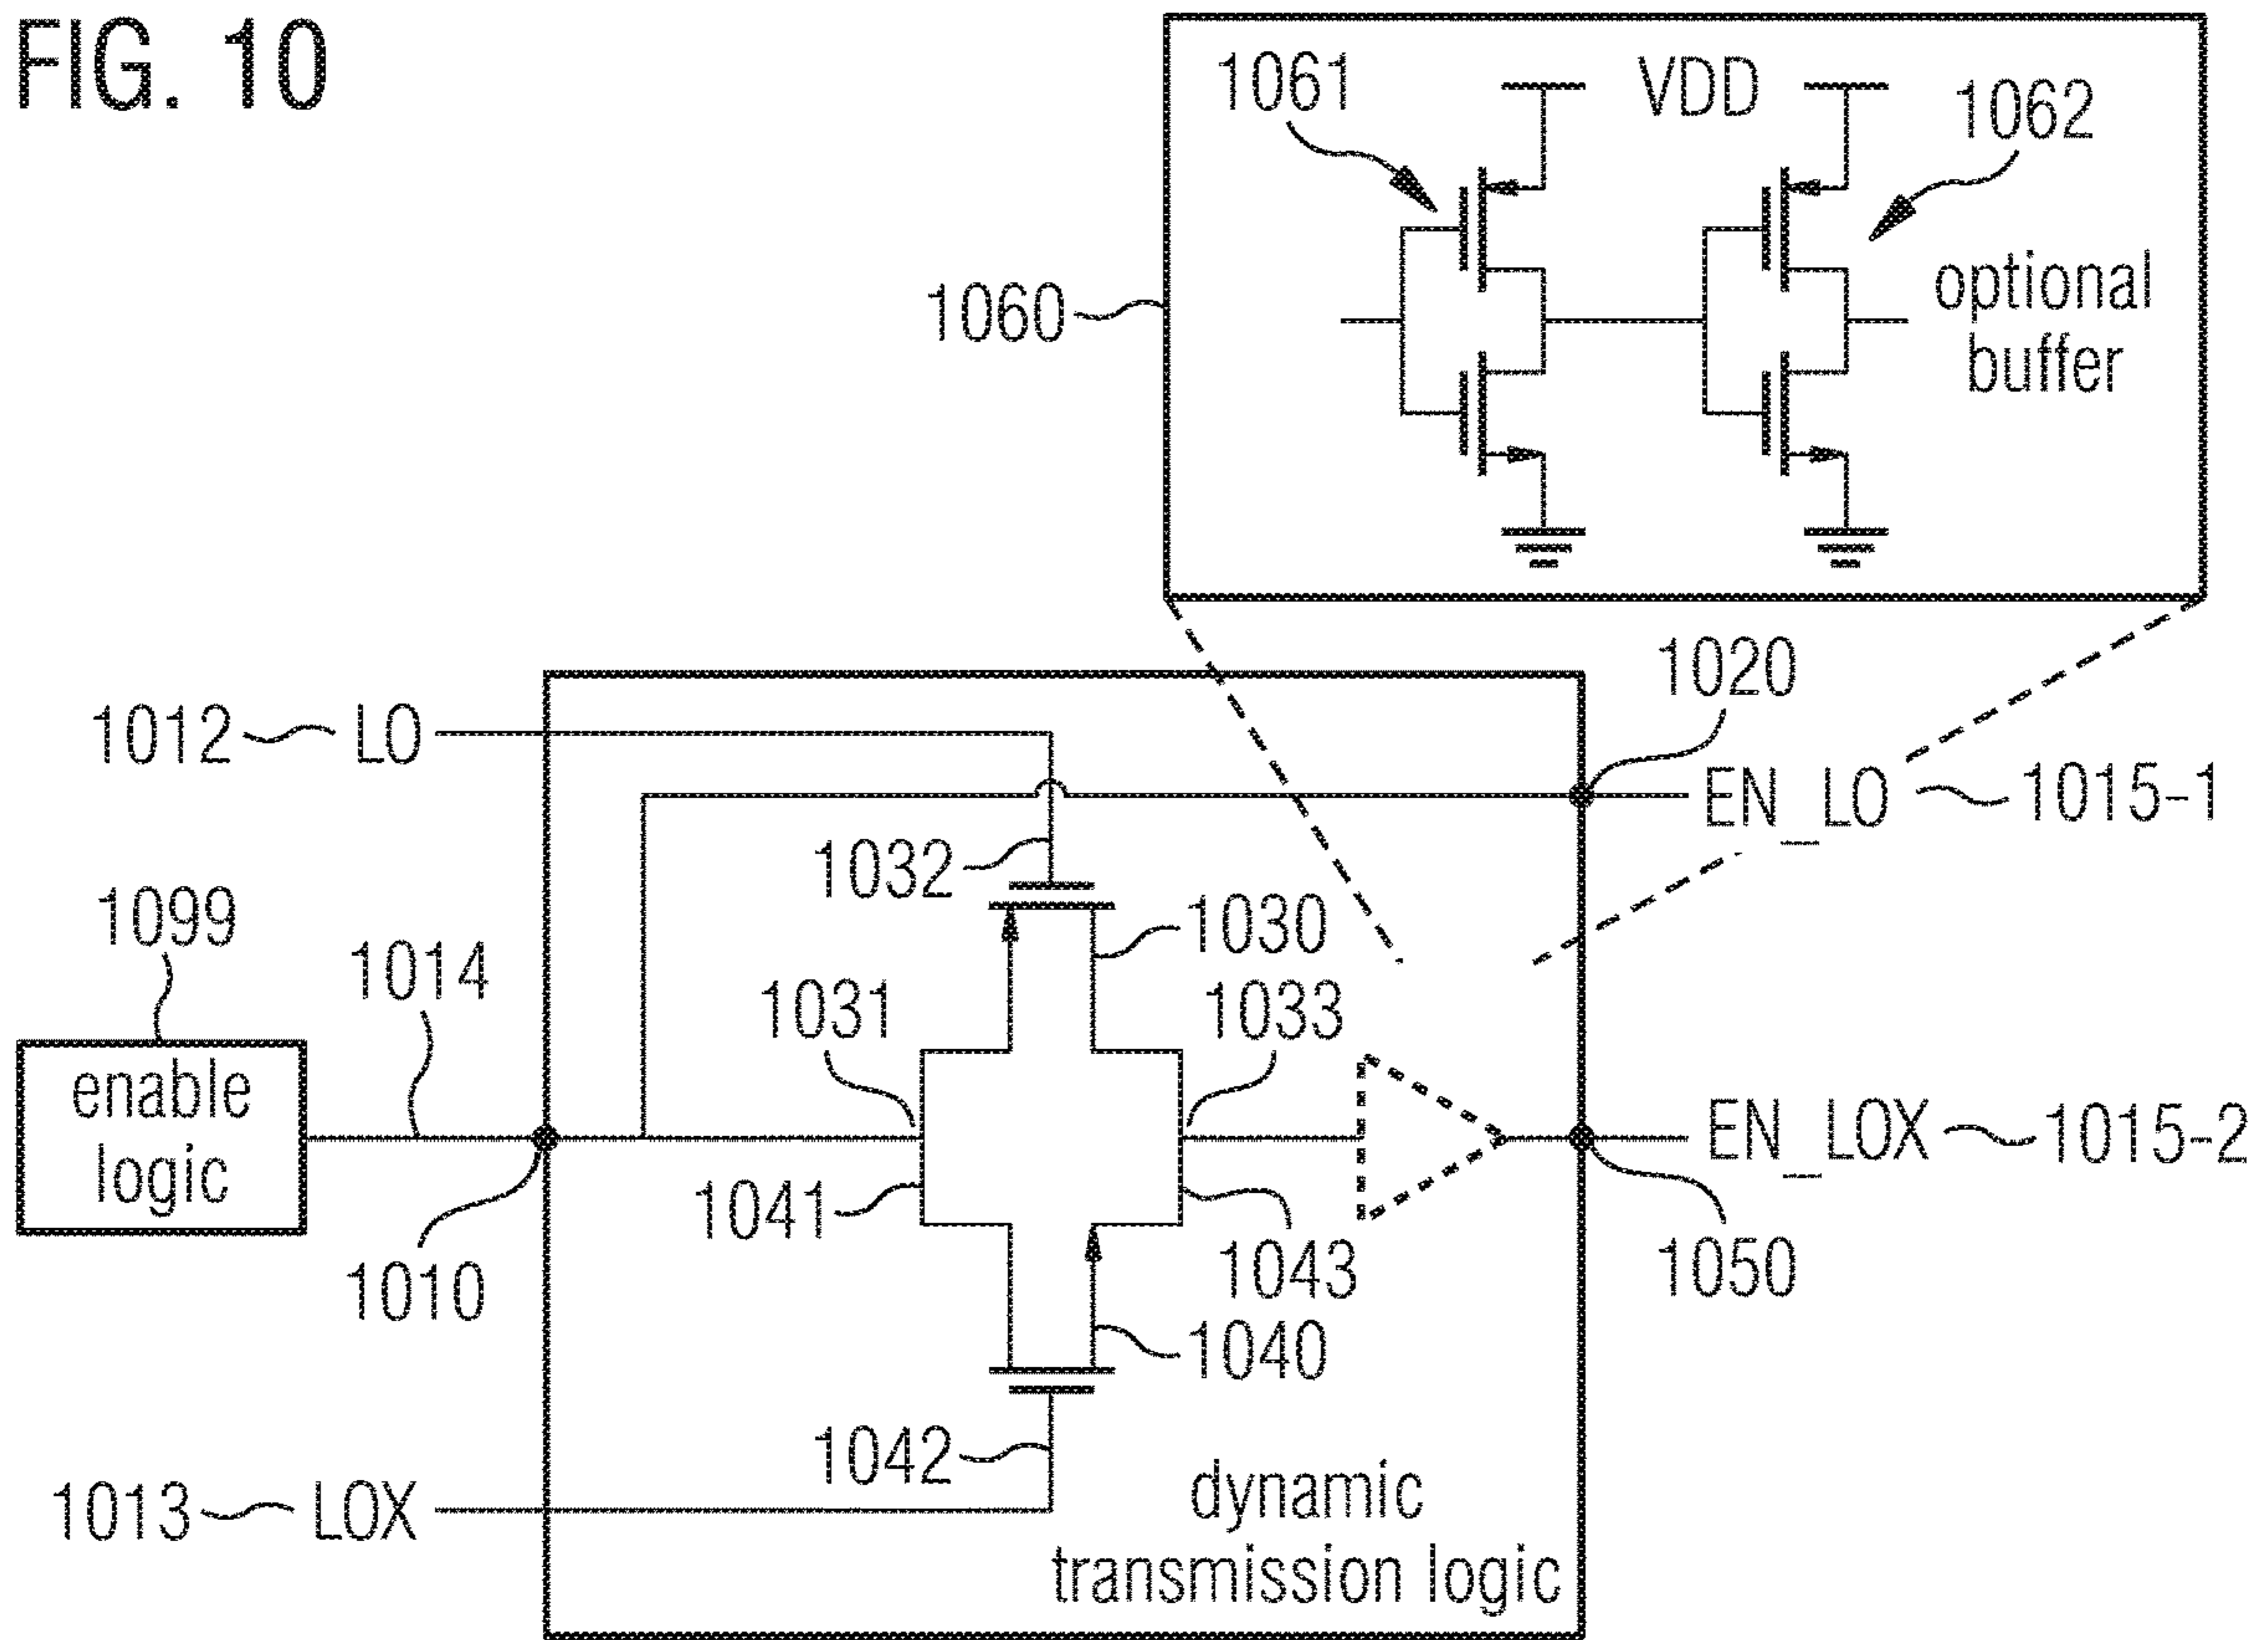 FIG. 10
1061
VDD
1062
optional
buffer
1060
1020
1012
LO
EN_LO
1015-1
1032
1099
1014
1030
1031
1033
enable
logic
EN_LOX
1015-2
1041
1010
1043
1050
1040
1042
1013
LOX
dynamic
transmission logic